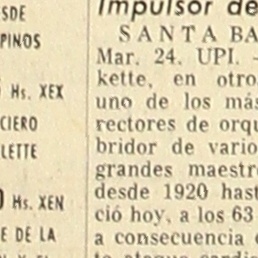 SDE
PINOS
Hs. XEX
CIERO
LETTE
Hs. XEN
E DE LA
Impulsor de
SANTA BA
Mar. 24. UPI. —
kette, en otro
uno de los más
rectores de orqu
bridor de vario
grandes maestro
desde 1920 hast
ció hoy, a los 63
a consecuencia